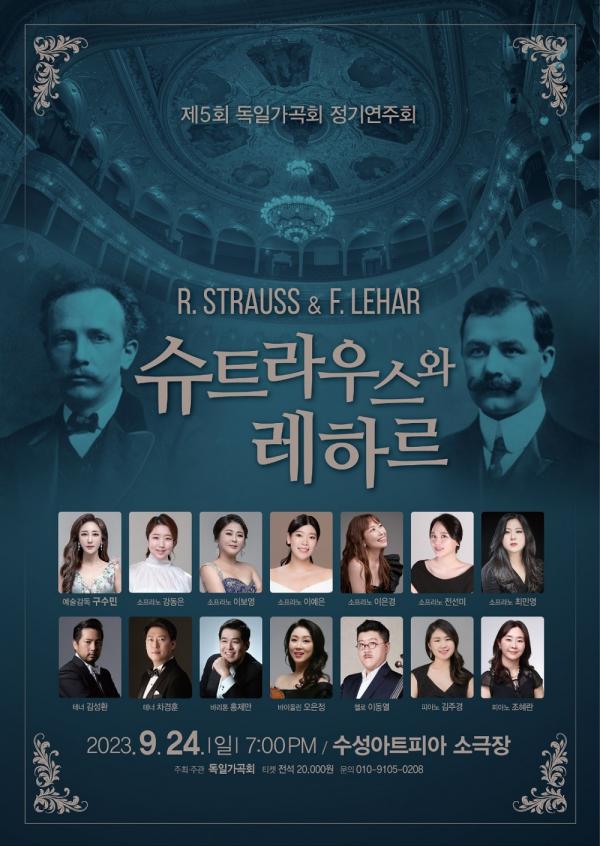 제5회 독일가곡회 정기연주회
R. STRAUSS & F. LEHAR
슈트라우스와
레하르
예술감독 구수민 소프라노 김동은 소프라노 이보영 소프라노 이예은 소프라노 이은경 소프라노 전선미 소프라노 최민영
테너 김성환 테너 차경훈 바리톤 홍제만 바이올린 오은정 첼로 이동열 피아노 김주경 피아노 조혜란
2023. 9. 24. |일| 7:00 PM / 수성아트피아 소극장
주최·주관 독일가곡회 티켓 전석 20,000원 문의 010-9105-0208